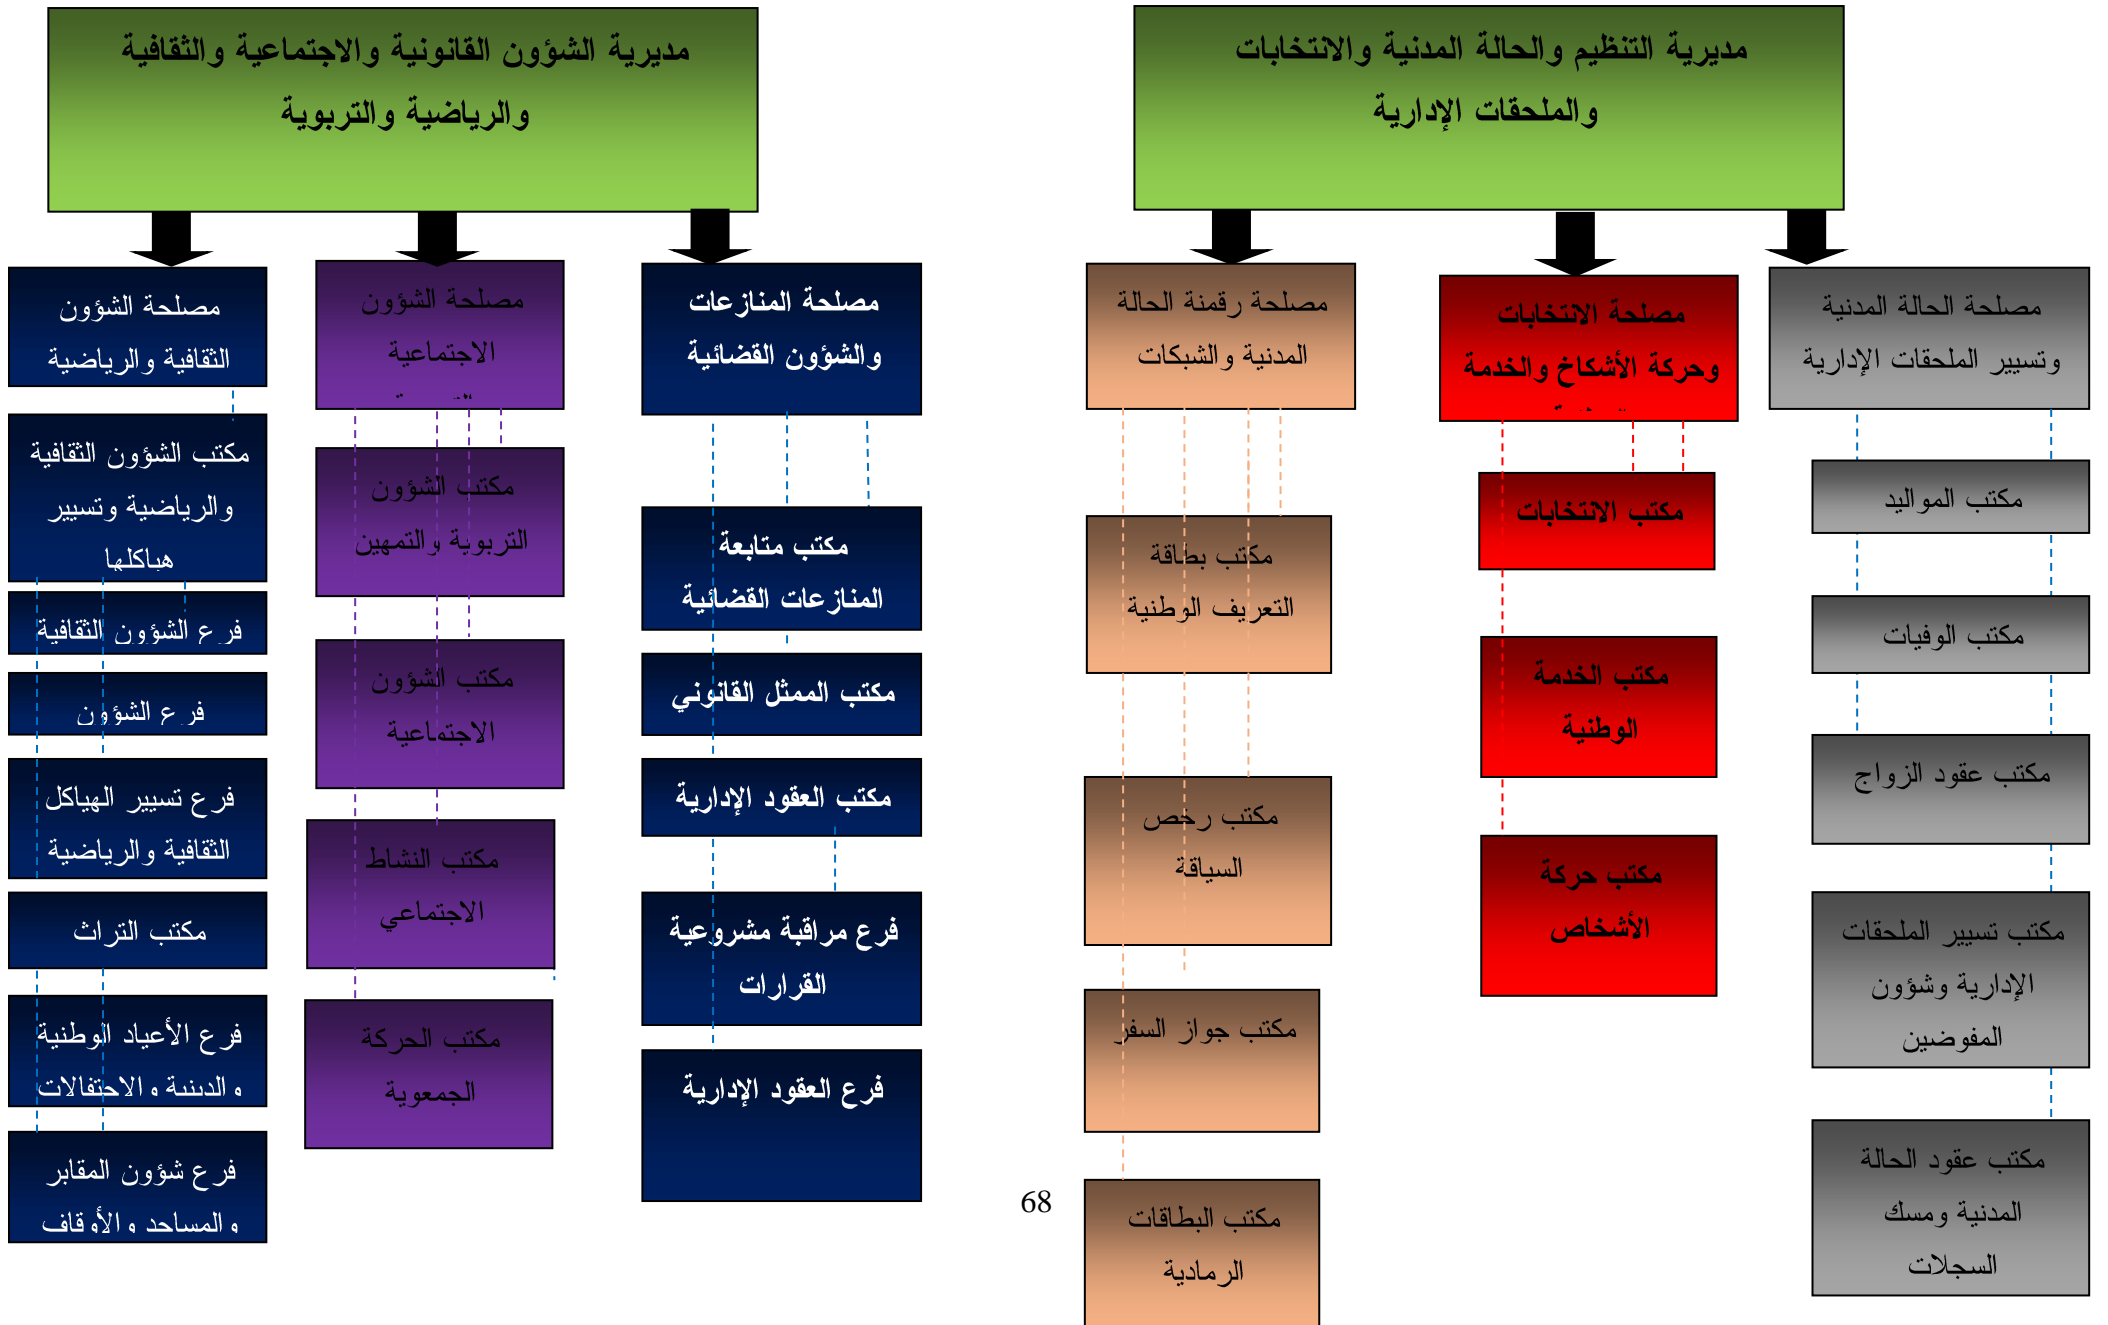 مديرية التنظيم والحالة المدنية والانتخابات
والملحقات الإدارية
مصلحة الحالة المدنية
وتسيير الملحقات الإدارية
مكتب المواليد
مكتب الوفيات
مكتب عقود الزواج
مكتب تسيير الملحقات
الإدارية وشؤون
المفوضين
مكتب عقود الحالة
المدنية ومسك
السجلات
مصلحة الانتخابات
وحركة الأشكاخ والخدمة
مكتب الانتخابات
مكتب الخدمة
الوطنية
مكتب حركة
الأشخاص
مصلحة رقمنة الحالة
المدنية والشبكات
مكتب بطاقة
التعريف الوطنية
مكتب رخص
السياقة
مكتب جواز السفر
مكتب البطاقات
الرمادية
مديرية الشؤون القانونية والاجتماعية والثقافية
والرياضية والتربوية
مصلحة المنازعات
والشؤون القضائية
مكتب متابعة
المنازعات القضائية
مكتب الممثل القانوني
مكتب العقود الإدارية
فرع مراقبة مشروعية
القرارات
فرع العقود الإدارية
مصلحة الشؤون
الاجتماعية
مكتب الشؤون
التربوية والتمهين
مكتب الشؤون
الاجتماعية
مكتب النشاط
الاجتماعي
مكتب الحركة
الجمعوية
مصلحة الشؤون
الثقافية والرياضية
مكتب الشؤون الثقافية
والرياضية وتسيير
هياكلها
فرع الشؤون الثقافية
فرع الشؤون
فرع تسيير الهياكل
الثقافية والرياضية
مكتب التراث
فرع الأعياد الوطنية
والدينية والاحتفالات
فرع شؤون المقابر
والمساجد والأوقاف
68